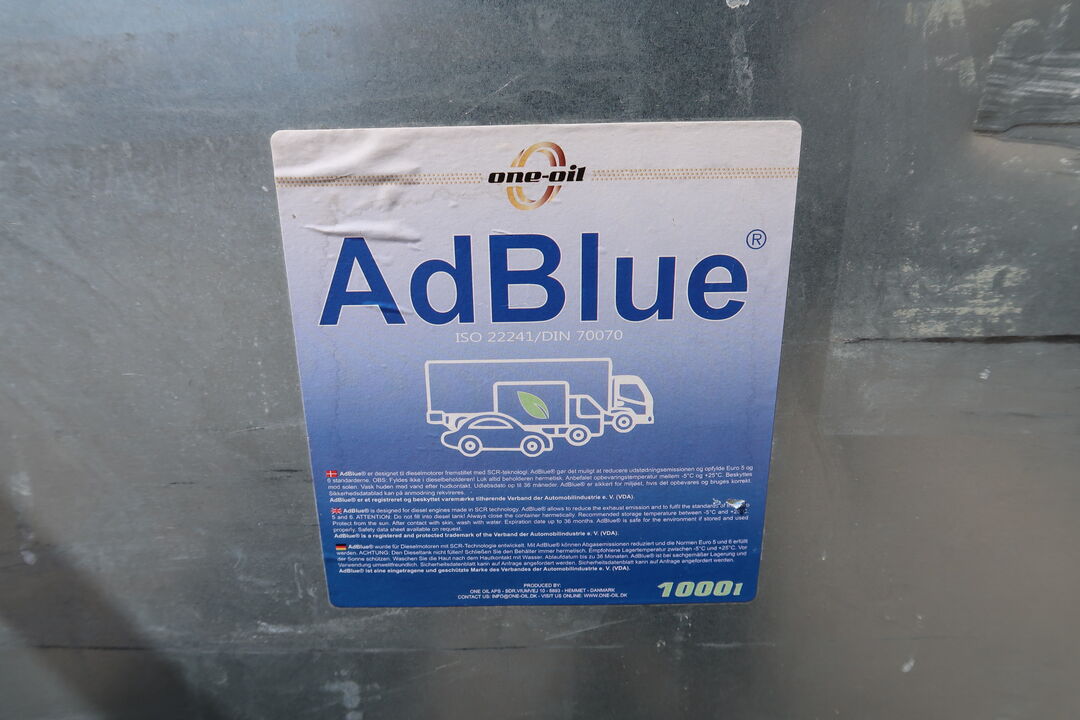 one-oil
AdBlue®
ISO 22241/DIN 70070
AdBlue® er designet til dieselmotorer fremstillet med SCR-teknologi. AdBlue® gør det muligt at reducere udstødningsemissionen og opfylde Euro 5 og
6 standarderne. OBS: Fyldes ikke i dieselbeholderen! Luk altid beholderen hermetisk. Anbefalet opbevaringstemperatur mellem -5°C og +25°C. Beskyttes
mod solen. Vask huden med vand efter hudkontakt. Udløbsdato op til 36 måneder. AdBlue® er sikkert for miljøet, hvis det opbevares og bruges korrekt.
Sikkerhedsdatablad kan på anmodning rekvireres.
AdBlue® er et registreret og beskyttet varemærke tilhørende Verband der Automobilindustrie e. V. (VDA).
AdBlue® is designed for diesel engines made in SCR technology. AdBlue® allows to reduce the exhaust emission and to fulfil the standards of
5 and 6. ATTENTION: Do not fill into diesel tank! Always close the container hermetically. Recommended storage temperature between -5°C and
Protect from the sun. After contact with skin, wash with water. Expiration date up to 36 months. AdBlue® is safe for the environment if stored and used
properly. Safety data sheet available on request.
AdBlue® is a registered and protected trademark of the Verband der Automobilindustrie e. V. (VDA).
AdBlue® wurde für Dieselmotoren mit SCR-Technologie entwickelt. Mit AdBlue® können Abgasemissionen reduziert und die Normen Euro 5 und 6 erfüllt
werden. ACHTUNG: Den Dieseltank nicht füllen! Schließen Sie den Behälter immer hermetisch. Empfohlene Lagertemperatur zwischen -5°C und +25°C. Vor
der Sonne schützen. Waschen Sie die Haut nach dem Hautkontakt mit Wasser. Ablaufdatum bis zu 36 Monaten. AdBlue® ist bei sachgemäßer Lagerung und
Verwendung umweltfreundlich. Sicherheitsdatenblatt kann auf Anfrage angefordert werden. Sicherheitsdatenblatt kann auf Anfrage angefordert werden.
AdBlue® ist eine eingetragene und geschützte Marke des Verbandes der Automobilindustrie e. V. (VDA).
PRODUCED BY:
ONE OIL APS - SDR.VIUMVEJ 10 - 6893 - HEMMET - DANMARK
CONTACT US: INFO@ONE-OIL.DK - VISIT US ONLINE: WWW.ONE-OIL.DK
1000l